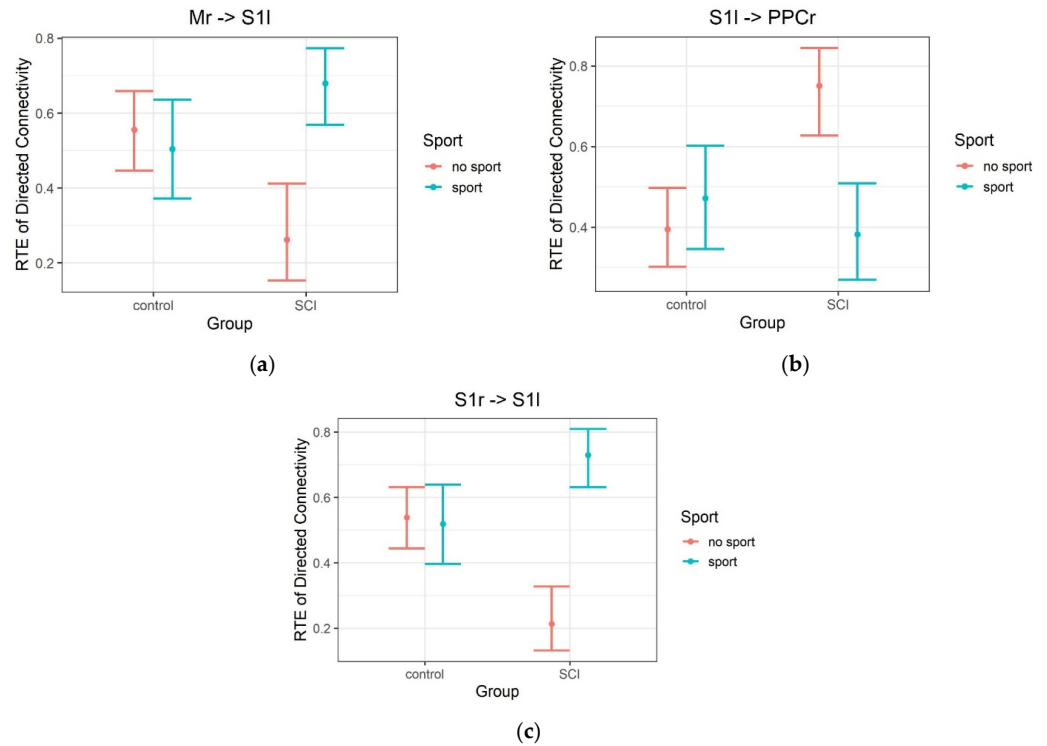 Mr -> S1l
RTE of Directed Connectivity
0.8
0.6
0.4
0.2
control
SCI
Group
Sport
no sport
sport
(a)
S1l -> PPCr
RTE of Directed Connectivity
0.8
0.6
0.4
control
SCI
Group
Sport
no sport
sport
(b)
S1r -> S1l
RTE of Directed Connectivity
0.8
0.6
0.4
0.2
control
SCI
Group
Sport
no sport
sport
(c)